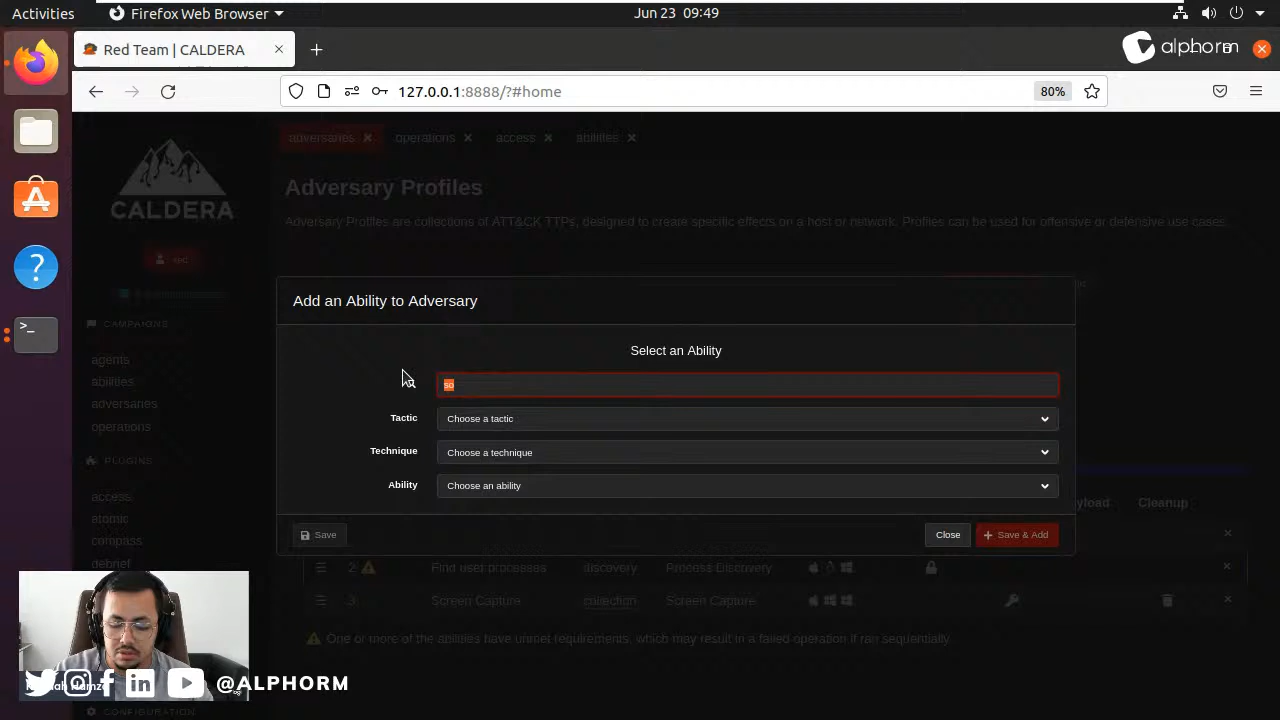 Activities
Firefox Web Browser
Jun 23 09:49
Red Team | CALDERA
alphorm
127.0.0.1:8888/?#home
80%
adversaries
operations
access
abilities
CALDERA
Adversary Profiles
Adversary Profiles are collections of ATT&CK TTPs, designed to create specific effects on a host or network. Profiles can be used for offensive or defensive use cases.
red
CAMPAIGNS
agents
abilities
adversaries
operations
PLUGINS
access
atomic
compass
debrief
CONFIGURATION
Add an Ability to Adversary
Select an Ability
so
Tactic
Choose a tactic
Technique
Choose a technique
Ability
Choose an ability
Save
Close
Save & Add
Cleanup
2
Find user processes
discovery
Process Discovery
3
Screen Capture
collection
Screen Capture
One or more of the abilities have unmet requirements, which may result in a failed operation if ran sequentially.
@ALPHORM